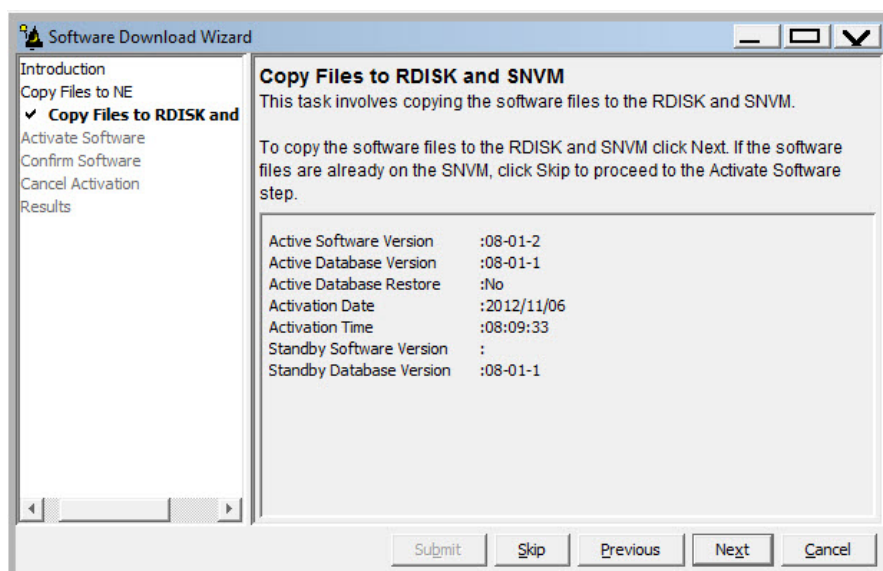 Software Download Wizard
Introduction
Copy Files to NE
Copy Files to RDISK and
Activate Software
Confirm Software
Cancel Activation
Results
Copy Files to RDISK and SNVM
This task involves copying the software files to the RDISK and SNVM.
To copy the software files to the RDISK and SNVM click Next. If the software
files are already on the SNVM, click Skip to proceed to the Activate Software
step.
Active Software Version :08-01-2
Active Database Version :08-01-1
Active Database Restore :No
Activation Date :2012/11/06
Activation Time :08:09:33
Standby Software Version :
Standby Database Version :08-01-1
Submit Skip Previous Next Cancel